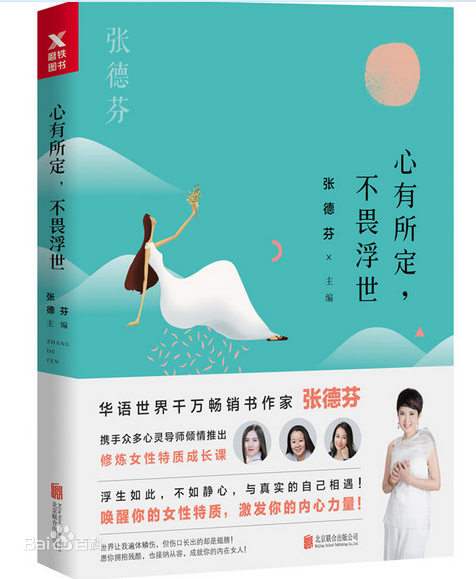 磨铁
图书
心有所定,不畏浮世
张德芬
主编
ZHANG
DE
FEN
北京联合出版公司
张德芬
心有所定,
不畏浮世
张德芬×主编
华语世界千万畅销书作家 张德芬
携手众多心灵导师倾情推出
修炼女性特质成长课
浮生如此,不如静心,与真实的自己相遇!
唤醒你的女性特质,激发你的内心力量!
世界让我遍体鳞伤,但伤口长出的却是翅膀!
愿你拥抱残酷,也接纳从容,成就你的内在女人!
北京联合出版公司
Beijing United Publishing Co.,Ltd.
Bai百科